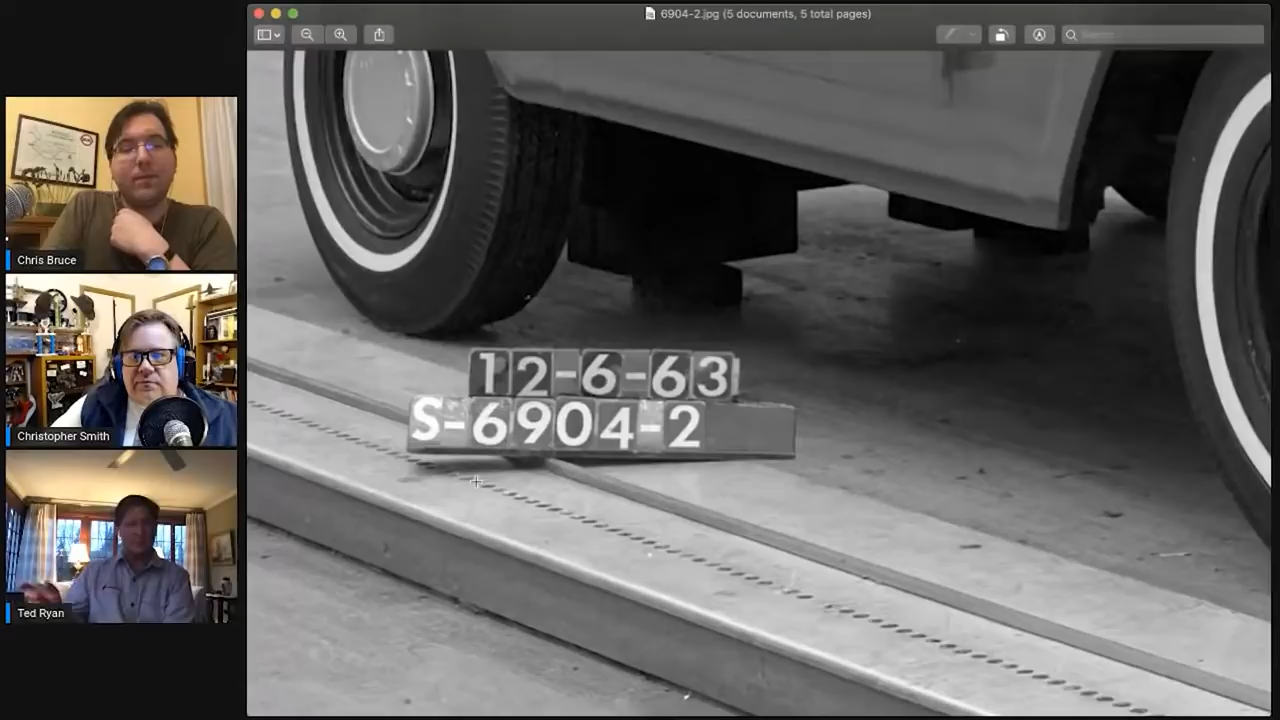 6904-2.jpg (5 documents, 5 total pages)
Search
Chris Bruce
Christopher Smith
Ted Ryan
12-6-63
S-6904-2